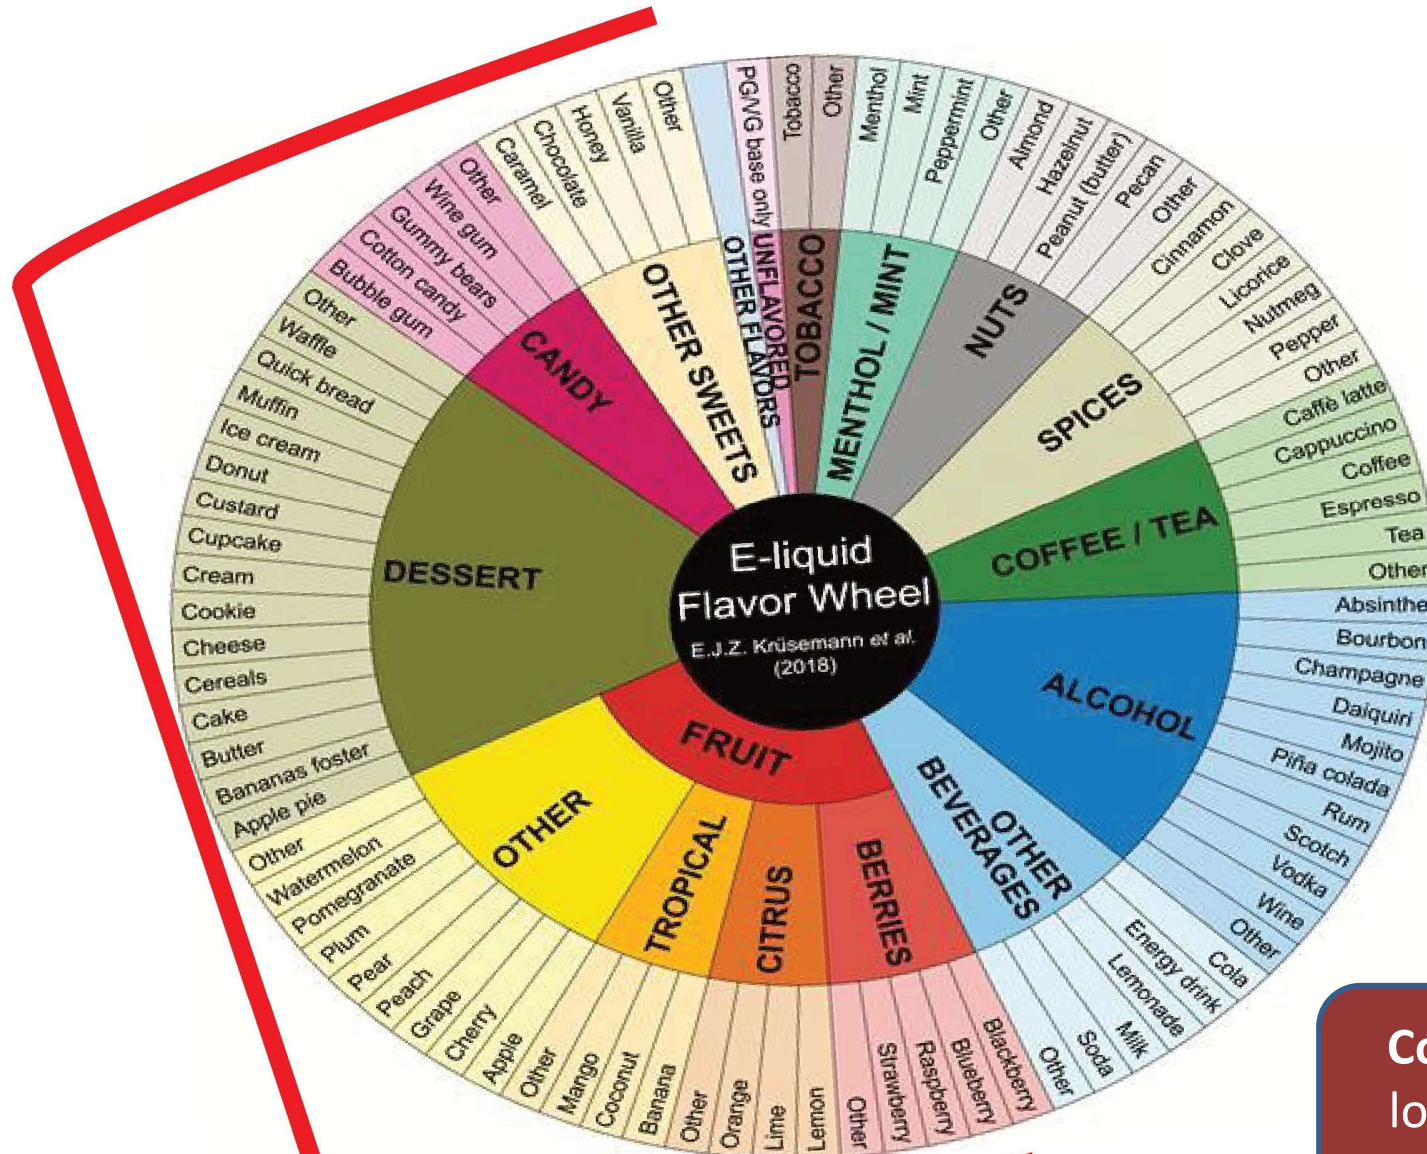 E-liquid
Flavor Wheel
E.J.Z. Krüsemann et al.
(2018)
TOBACCO
Tobacco
Other
MENTHOL / MINT
Menthol
Mint
Peppermint
Other
NUTS
Almond
Hazelnut
Peanut (butter)
Pecan
Other
SPICES
Cinnamon
Clove
Licorice
Nutmeg
Pepper
Other
COFFEE / TEA
Caffè latte
Cappuccino
Coffee
Espresso
Tea
Other
ALCOHOL
Absinthe
Bourbon
Champagne
Daiquiri
Mojito
Piña colada
Rum
Scotch
Vodka
Wine
Other
OTHER
BEVERAGES
Cola
Energy drink
Lemonade
Milk
Soda
Other
FRUIT
BERRIES
Blackberry
Blueberry
Raspberry
Strawberry
Other
CITRUS
Lemon
Lime
Orange
Other
TROPICAL
Banana
Coconut
Mango
Other
OTHER
Apple
Cherry
Grape
Peach
Pear
Plum
Pomegranate
Watermelon
Other
DESSERT
Apple pie
Bananas foster
Butter
Cake
Cereals
Cheese
Cookie
Cream
Cupcake
Custard
Donut
Ice cream
Muffin
Quick bread
Waffle
Other
CANDY
Bubble gum
Cotton candy
Gummy bears
Wine gum
Other
OTHER SWEETS
Caramel
Chocolate
Honey
Vanilla
Other
OTHER FLAVORS
UNFLAVORED
PG/VG base only